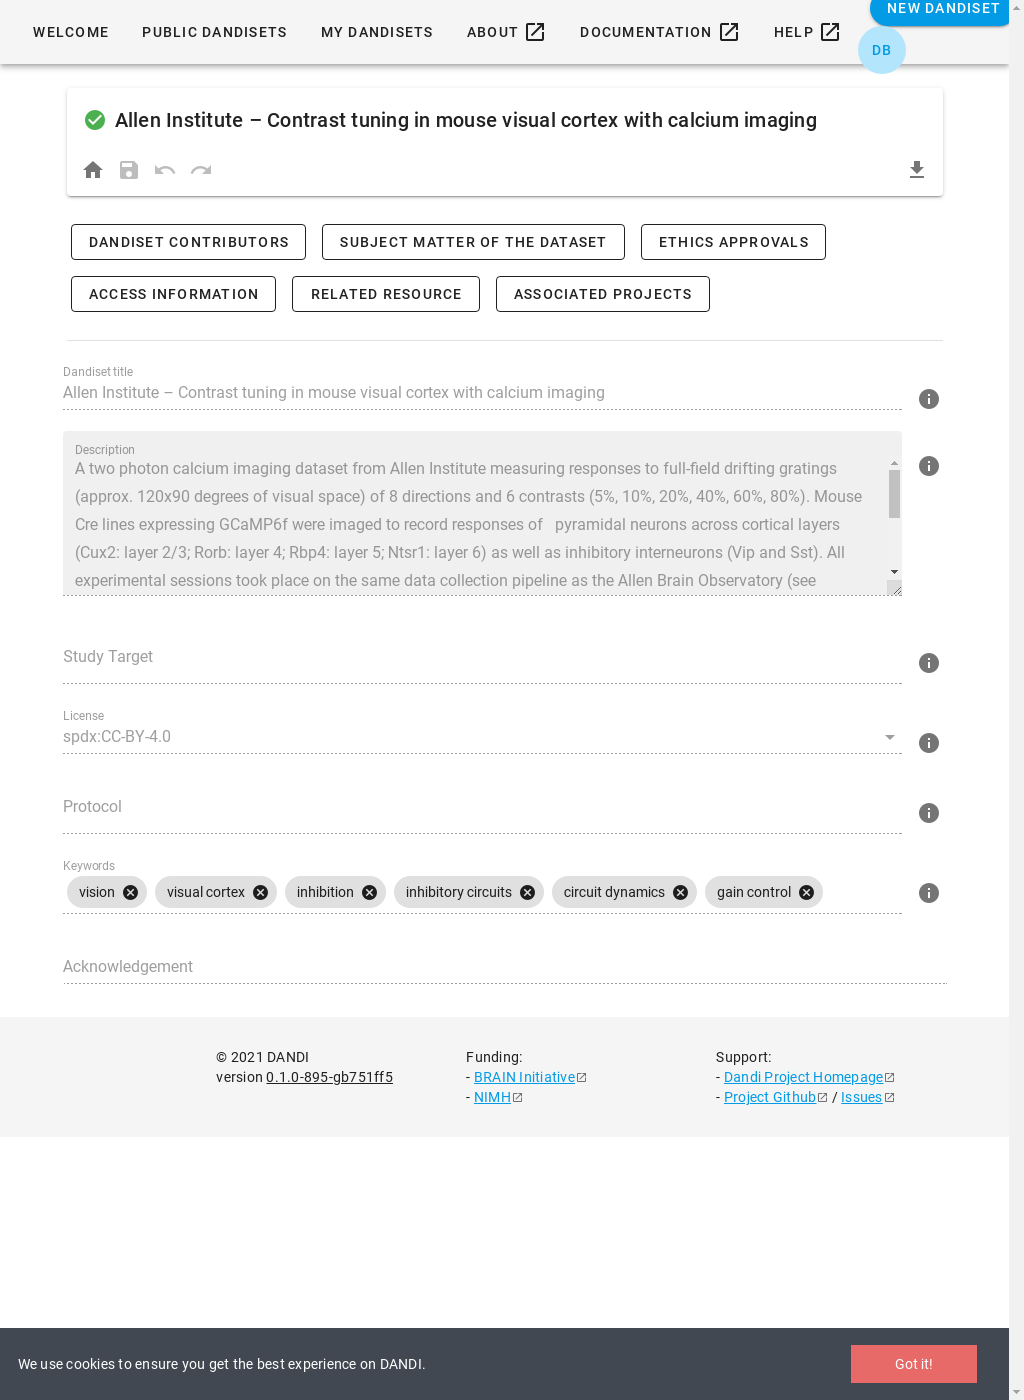 NEW DANDISET
WELCOME PUBLIC DANDISETS MY DANDISETS ABOUT DOCUMENTATION HELP
DB
Allen Institute – Contrast tuning in mouse visual cortex with calcium imaging
DANDISET CONTRIBUTORS SUBJECT MATTER OF THE DATASET ETHICS APPROVALS
ACCESS INFORMATION RELATED RESOURCE ASSOCIATED PROJECTS
Dandiset title
Allen Institute – Contrast tuning in mouse visual cortex with calcium imaging
Description
A two photon calcium imaging dataset from Allen Institute measuring responses to full-field drifting gratings
(approx. 120x90 degrees of visual space) of 8 directions and 6 contrasts (5%, 10%, 20%, 40%, 60%, 80%). Mouse
Cre lines expressing GCaMP6f were imaged to record responses of pyramidal neurons across cortical layers
(Cux2: layer 2/3; Rorb: layer 4; Rbp4: layer 5; Ntsr1: layer 6) as well as inhibitory interneurons (Vip and Sst). All
experimental sessions took place on the same data collection pipeline as the Allen Brain Observatory (see
Study Target
License
spdx:CC-BY-4.0
Protocol
Keywords
vision visual cortex inhibition inhibitory circuits circuit dynamics gain control
Acknowledgement
© 2021 DANDI
version 0.1.0-895-gb751ff5
Funding:
- BRAIN Initiative
- NIMH
Support:
- Dandi Project Homepage
- Project Github / Issues
We use cookies to ensure you get the best experience on DANDI.
Got it!